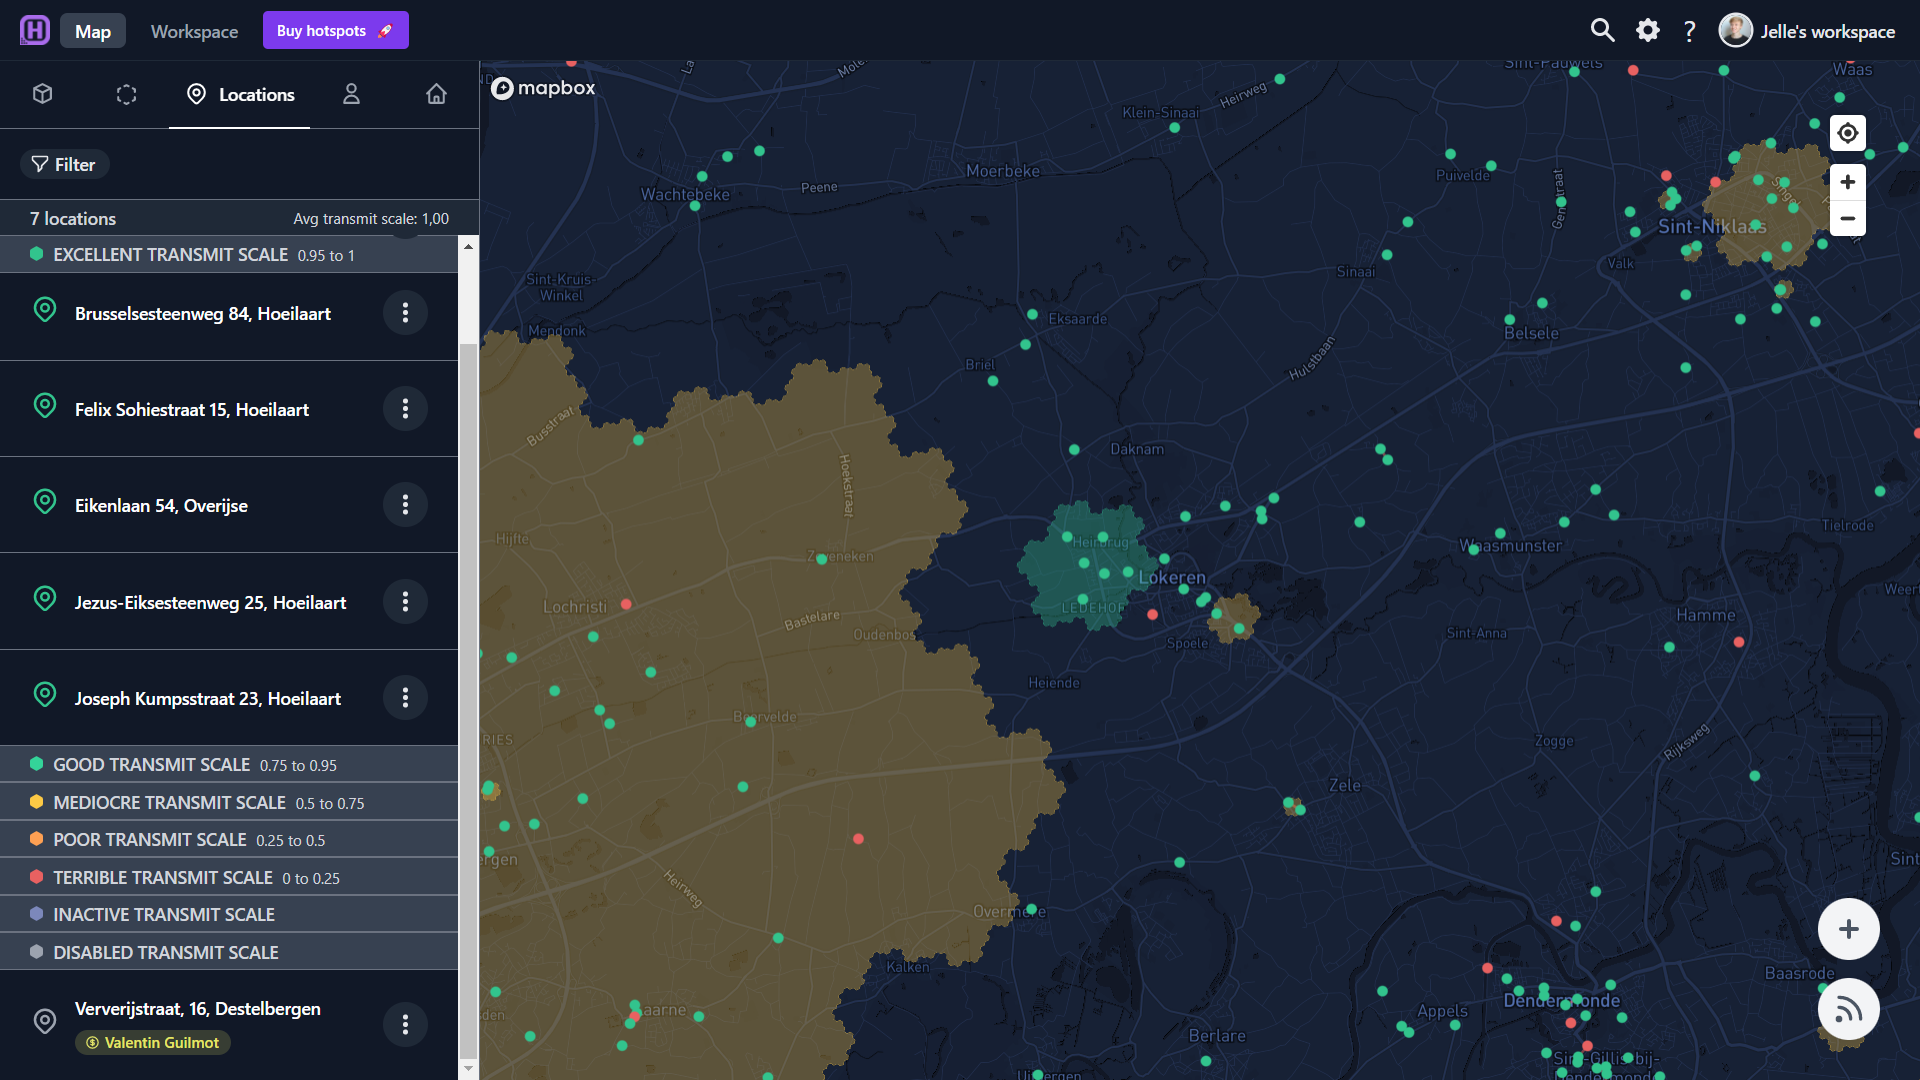 H
Map
Workspace
Buy hotspots
Jelle's workspace
Locations
Filter
7 locations
Avg transmit scale: 1,00
EXCELLENT TRANSMIT SCALE 0.95 to 1
Brusselsesteenweg 84, Hoeilaart
Felix Sohiestraat 15, Hoeilaart
Eikenlaan 54, Overijse
Jezus-Eiksesteenweg 25, Hoeilaart
Joseph Kumpsstraat 23, Hoeilaart
GOOD TRANSMIT SCALE 0.75 to 0.95
MEDIOCRE TRANSMIT SCALE 0.5 to 0.75
POOR TRANSMIT SCALE 0.25 to 0.5
TERRIBLE TRANSMIT SCALE 0 to 0.25
INACTIVE TRANSMIT SCALE
DISABLED TRANSMIT SCALE
Ververijstraat, 16, Destelbergen
Valentin Guilmot
mapbox
Sint-Pauwels
Waas
Heirweg
Klein-Sinaai
Moerbeke
Puivelde
Peene
Wachtebeke
Sint-Niklaas
Valk
Sinaai
Sint-Kruis-
Winkel
Mendonk
Eksaarde
Belsele
Briel
Hulstbaan
Busstraat
Daknam
Hoekstraat
Hijfte
Tielrode
Heirbrug
Waasmunster
Zeveneken
Lokeren
Lochristi
LEDEHOF
Bastelare
Oudenbos
Hamme
Spoele
Sint-Anna
Heiende
Beervelde
RIES
Zogge
Rijksweg
Zele
Heirweg
Overmere
Kalken
Baasrode
Dendermonde
Appels
Berlare
Sint-Gillis-bij-
Dendermonde